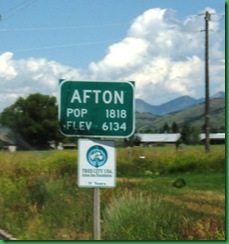 AFTON
POP 1818
ELEV 6134
TREE CITY USA